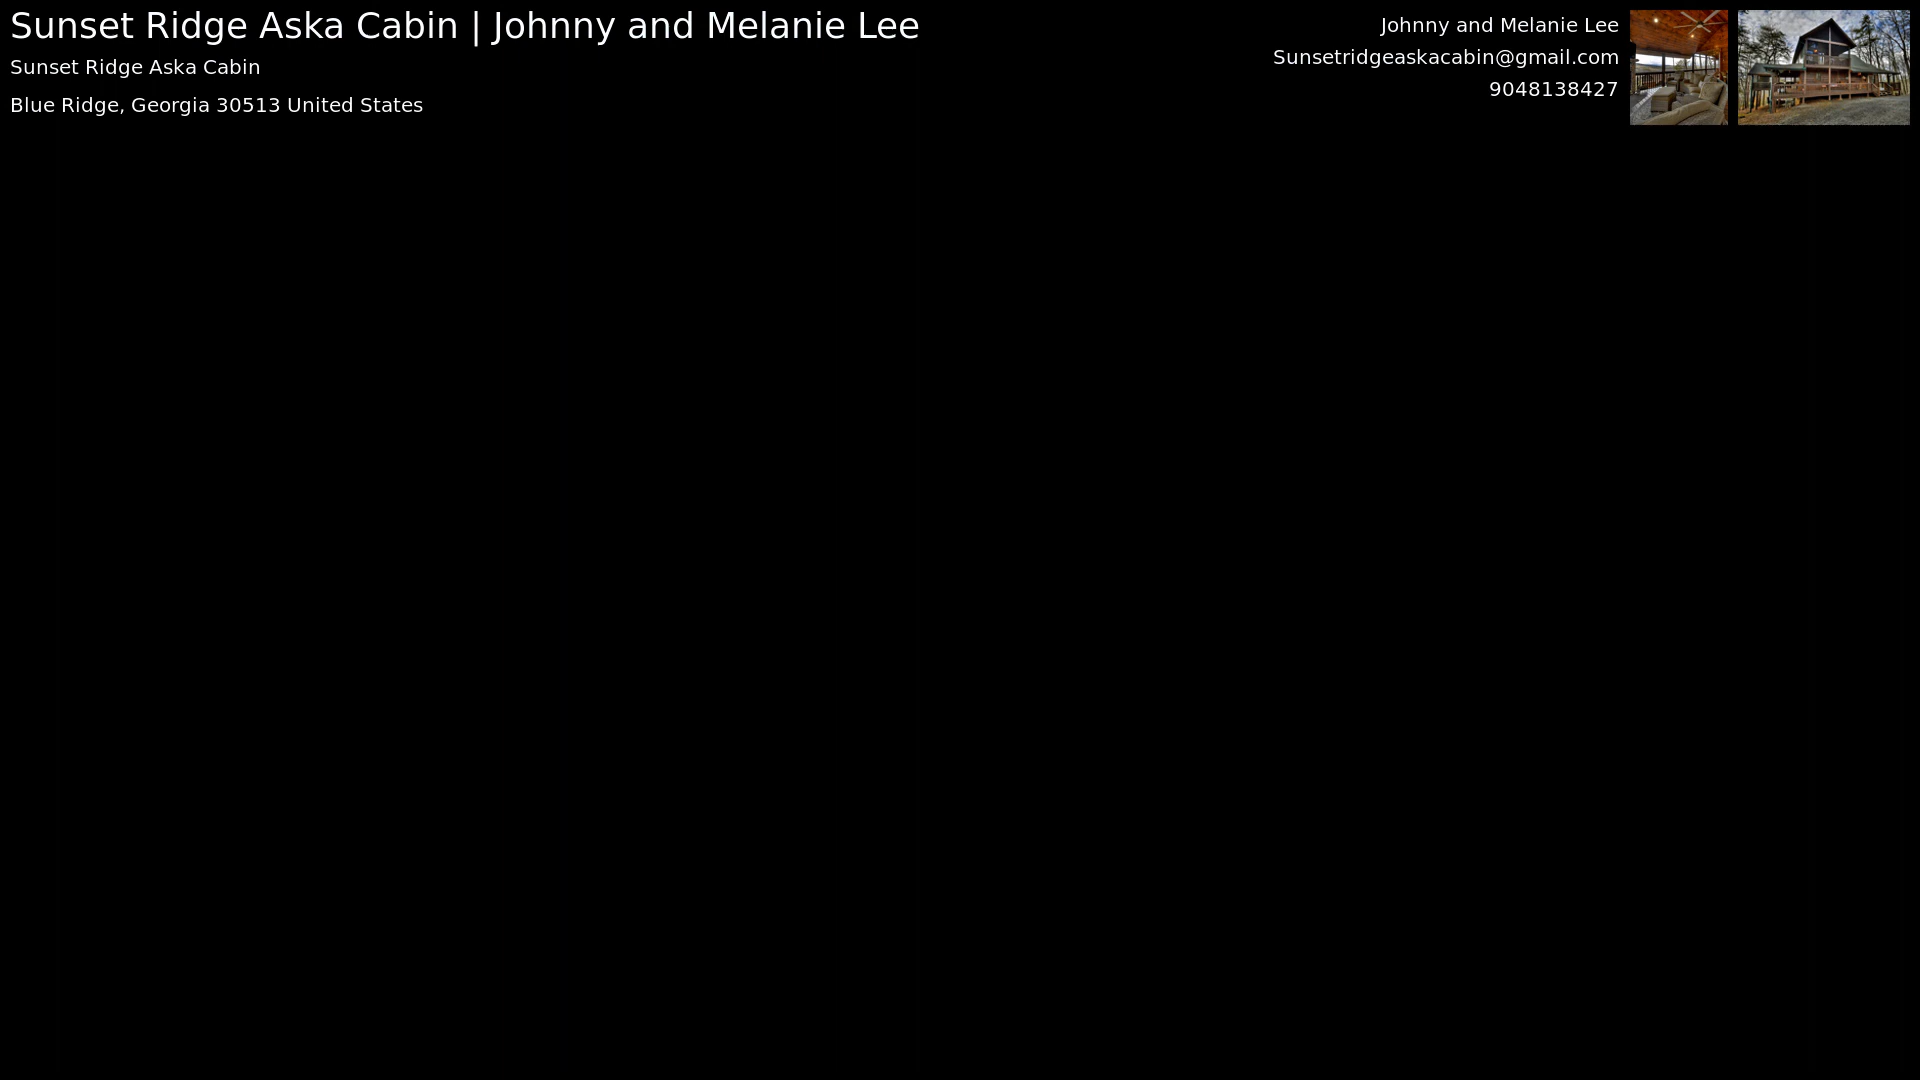 Sunset Ridge Aska Cabin | Johnny and Melanie Lee
Sunset Ridge Aska Cabin
Blue Ridge, Georgia 30513 United States
Johnny and Melanie Lee
Sunsetridgeaskacabin@gmail.com
9048138427